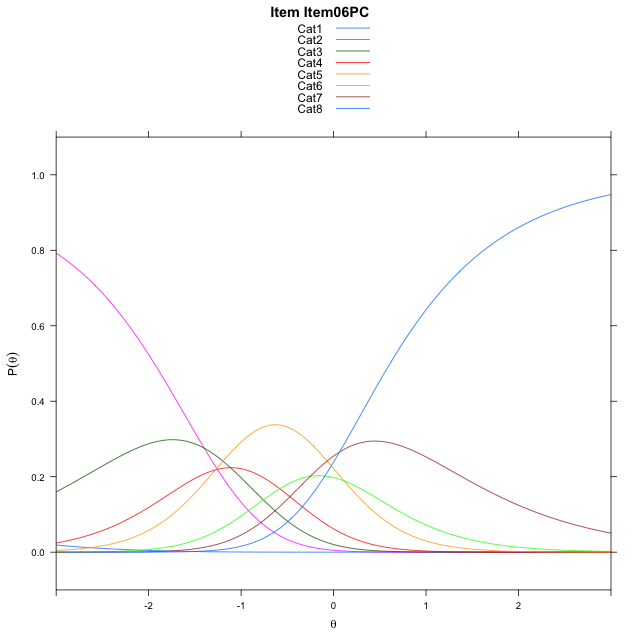 Item Item06PC
Cat1
Cat2
Cat3
Cat4
Cat5
Cat6
Cat7
Cat8
1.0
0.8
0.6
0.4
0.2
0.0
P(θ)
-2 -1 0 1 2
θ